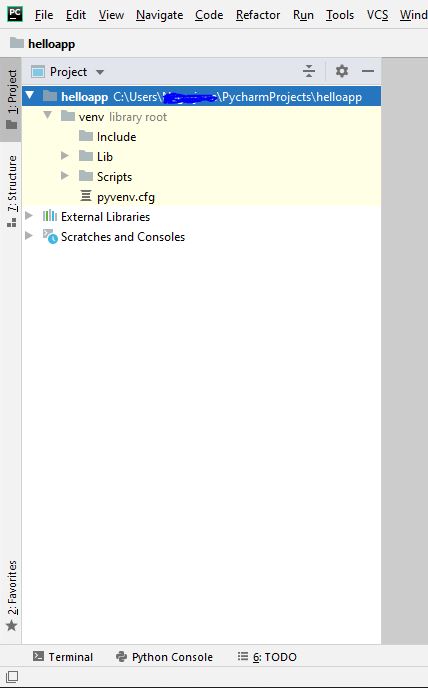 PC File Edit View Navigate Code Refactor Run Tools VCS Wind
helloapp
1: Project
Project
helloapp C:\Users\ \PycharmProjects\helloapp
venv library root
Include
Lib
Scripts
pyvenv.cfg
External Libraries
Scratches and Consoles
7: Structure
2: Favorites
Terminal Python Console 6: TODO